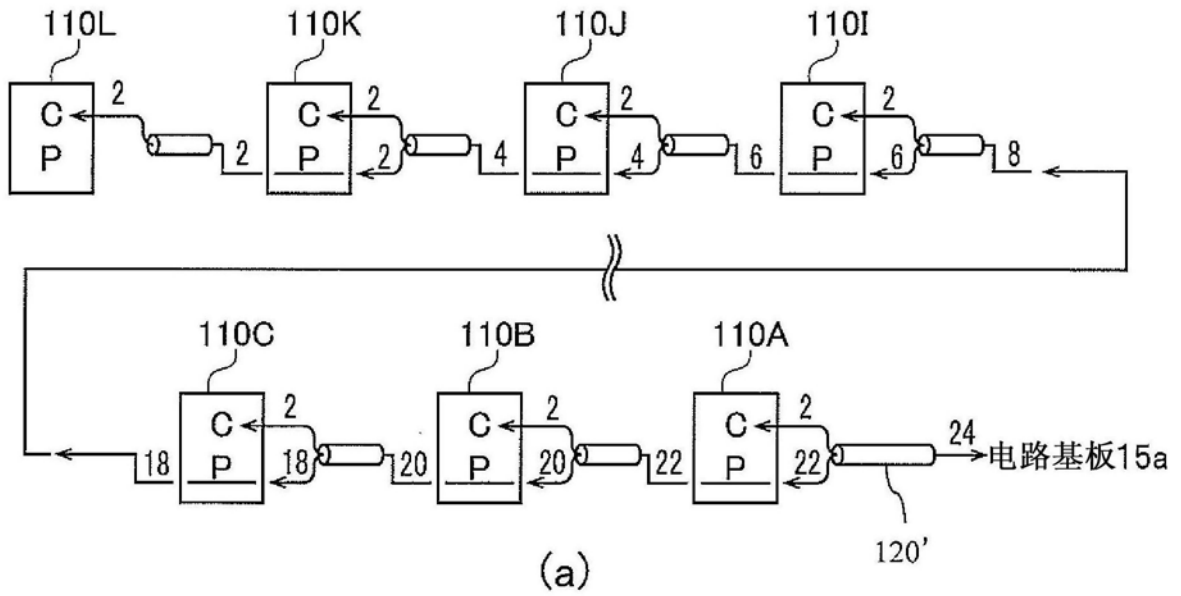 110L 110K 110J 110I
2 2 2 2
C C C C
P 2 2 P 4 4 P 6 6 P 8
110C 110B 110A
2 2 2
C C C 24
18 P 18 20 P 20 22 P 22 电路基板15a
120'
(a)